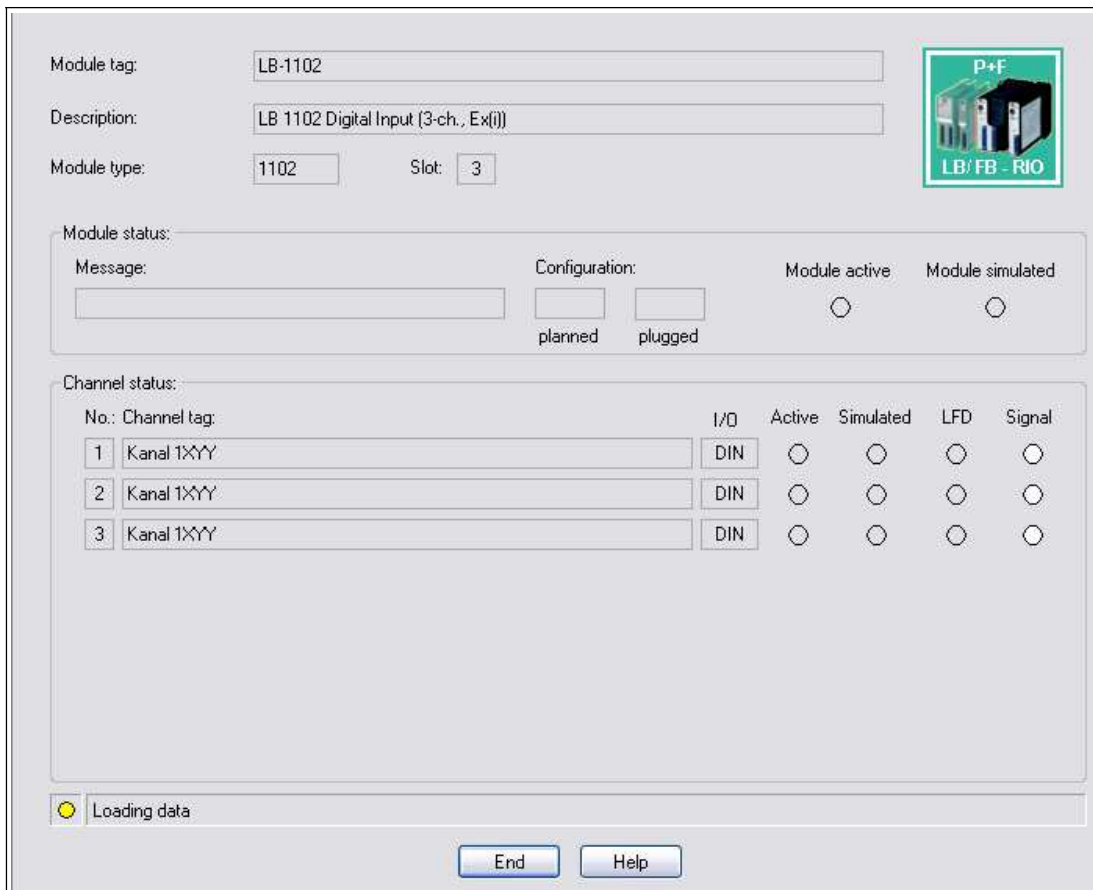 Module tag: LB-1102
P+F
Description: LB 1102 Digital Input (3-ch., Ex(i))
Module type: 1102 Slot: 3
LB/FB - RIO
Module status:
Message: Configuration: Module active Module simulated
planned plugged
Channel status:
No.: Channel tag: I/O Active Simulated LFD Signal
1 Kanal 1XYY DIN
2 Kanal 1XYY DIN
3 Kanal 1XYY DIN
Loading data
End Help